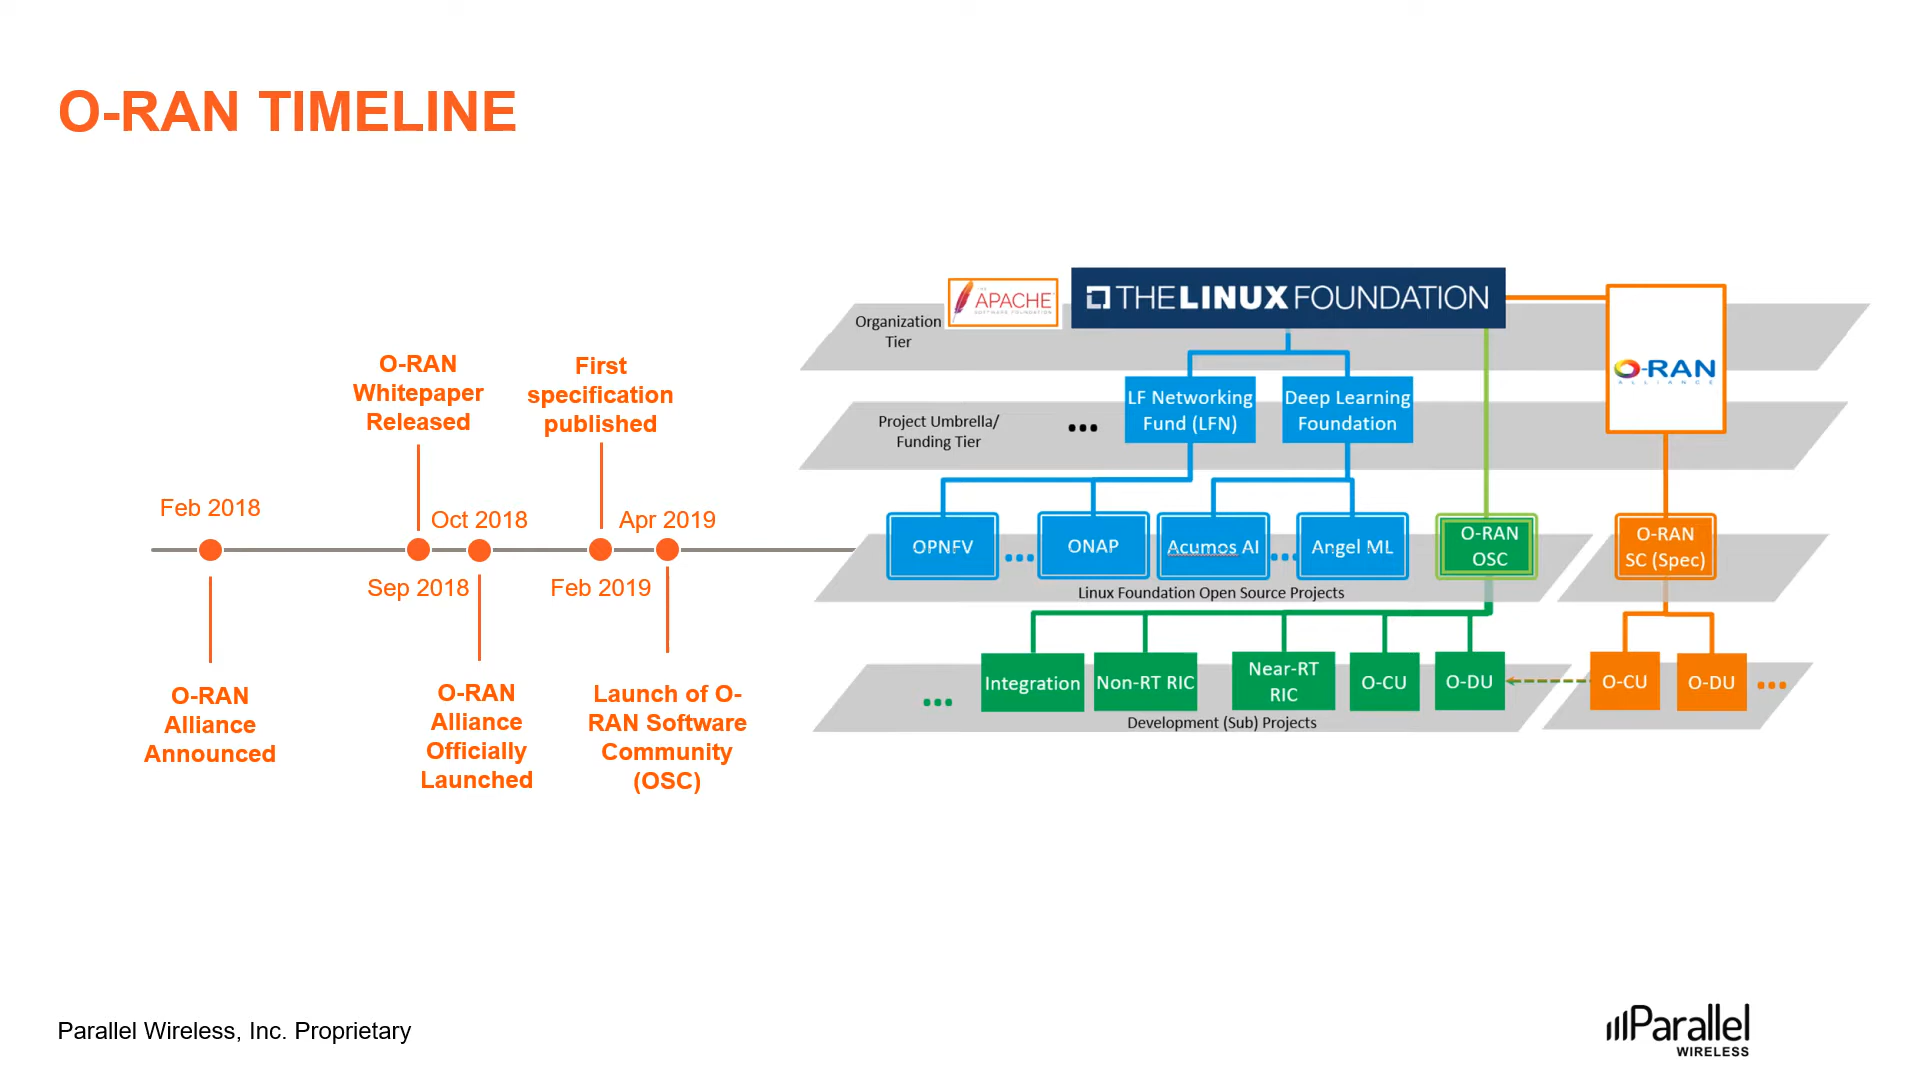 O-RAN TIMELINE
O-RAN
Whitepaper
Released
First
specification
published
Feb 2018
Oct 2018
Apr 2019
Sep 2018
Feb 2019
O-RAN
Alliance
Announced
O-RAN
Alliance
Officially
Launched
Launch of O-
RAN Software
Community
(OSC)
Organization
Tier
THE
APACHE
SOFTWARE FOUNDATION
THE LINUX FOUNDATION
O-RAN
ALLIANCE
Project Umbrella/
Funding Tier
...
LF Networking
Fund (LFN)
Deep Learning
Foundation
OPNFV
...
ONAP
Acumos AI
...
Angel ML
O-RAN
OSC
O-RAN
SC (Spec)
Linux Foundation Open Source Projects
...
Integration
Non-RT RIC
Near-RT
RIC
O-CU
O-DU
O-CU
O-DU
...
Development (Sub) Projects
Parallel Wireless, Inc. Proprietary
Parallel
WIRELESS